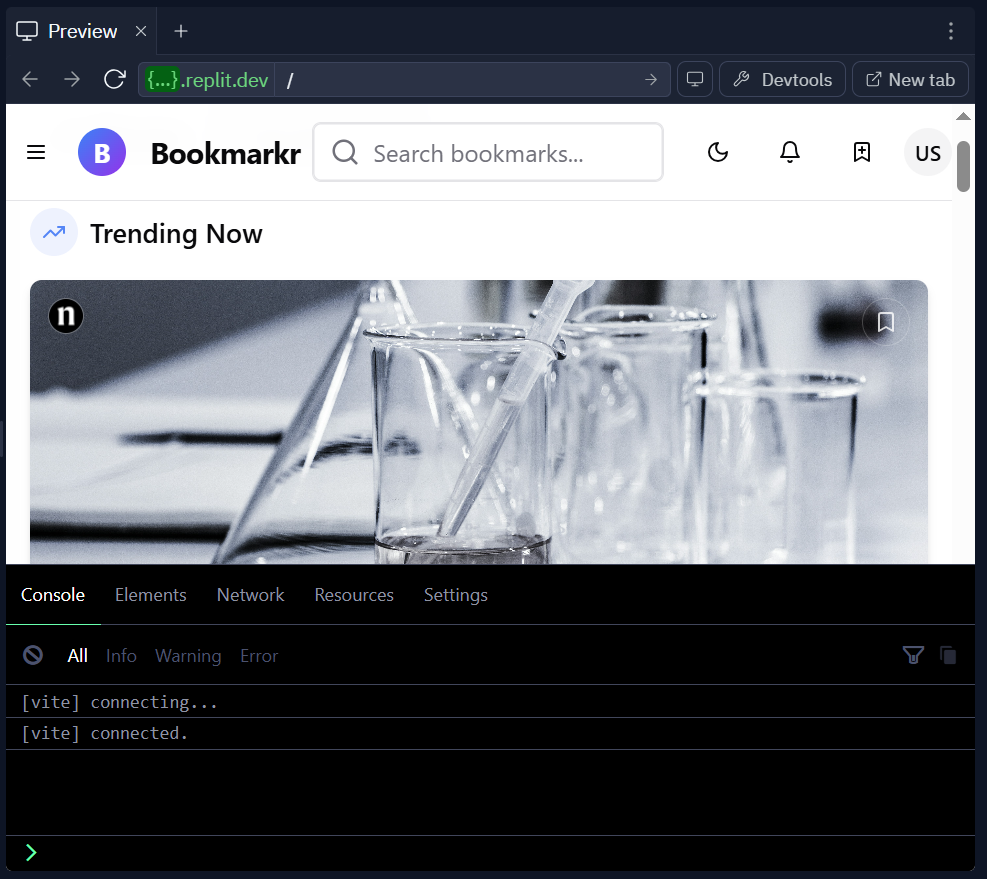 Preview
{...}.replit.dev /
Devtools
New tab
B
Bookmarkr
Search bookmarks...
US
Trending Now
n
Console Elements Network Resources Settings
All Info Warning Error
[vite] connecting...
[vite] connected.